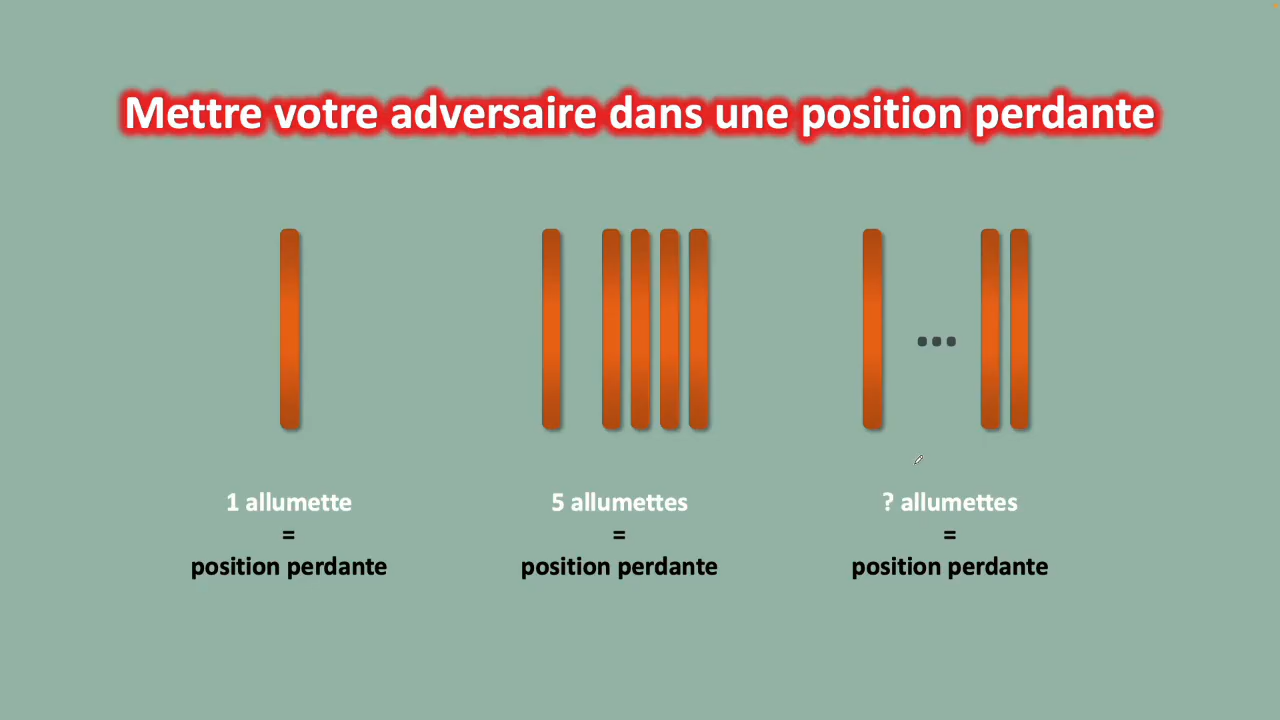 Mettre votre adversaire dans une position perdante
1 allumette
=
position perdante
5 allumettes
=
position perdante
...
? allumettes
=
position perdante